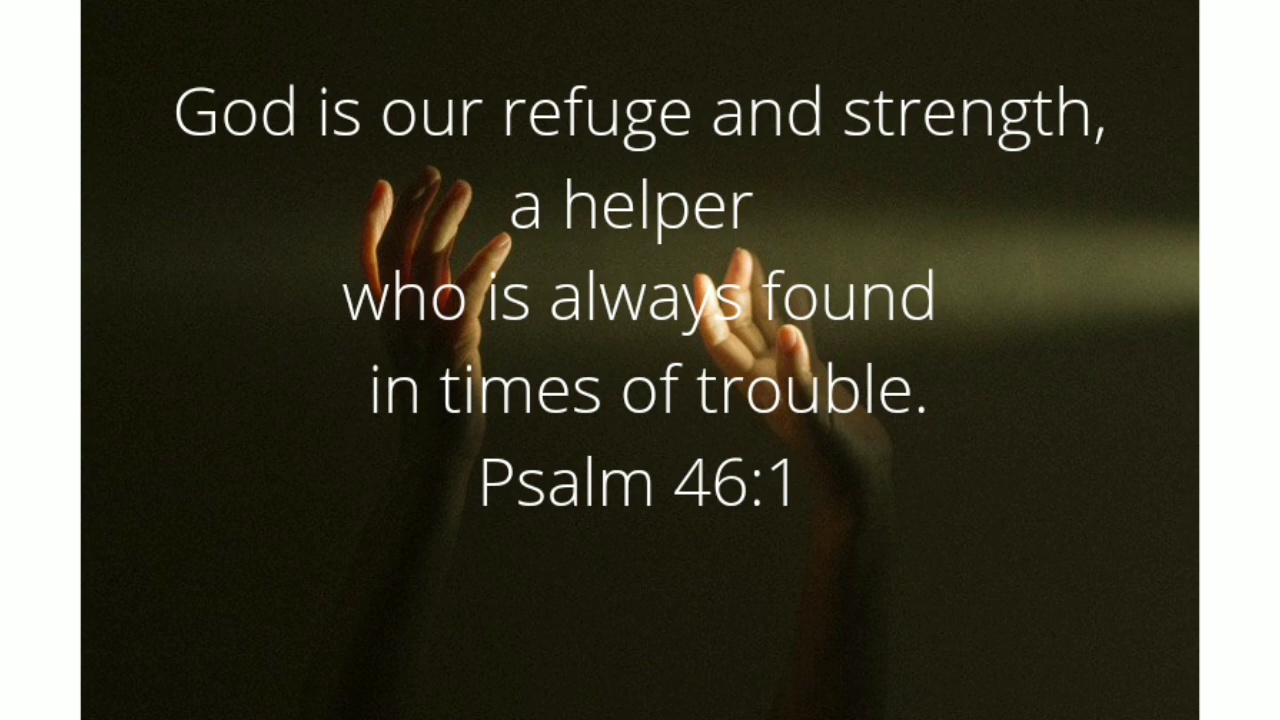 God is our refuge and strength,
a helper
who is always found
in times of trouble.
Psalm 46:1